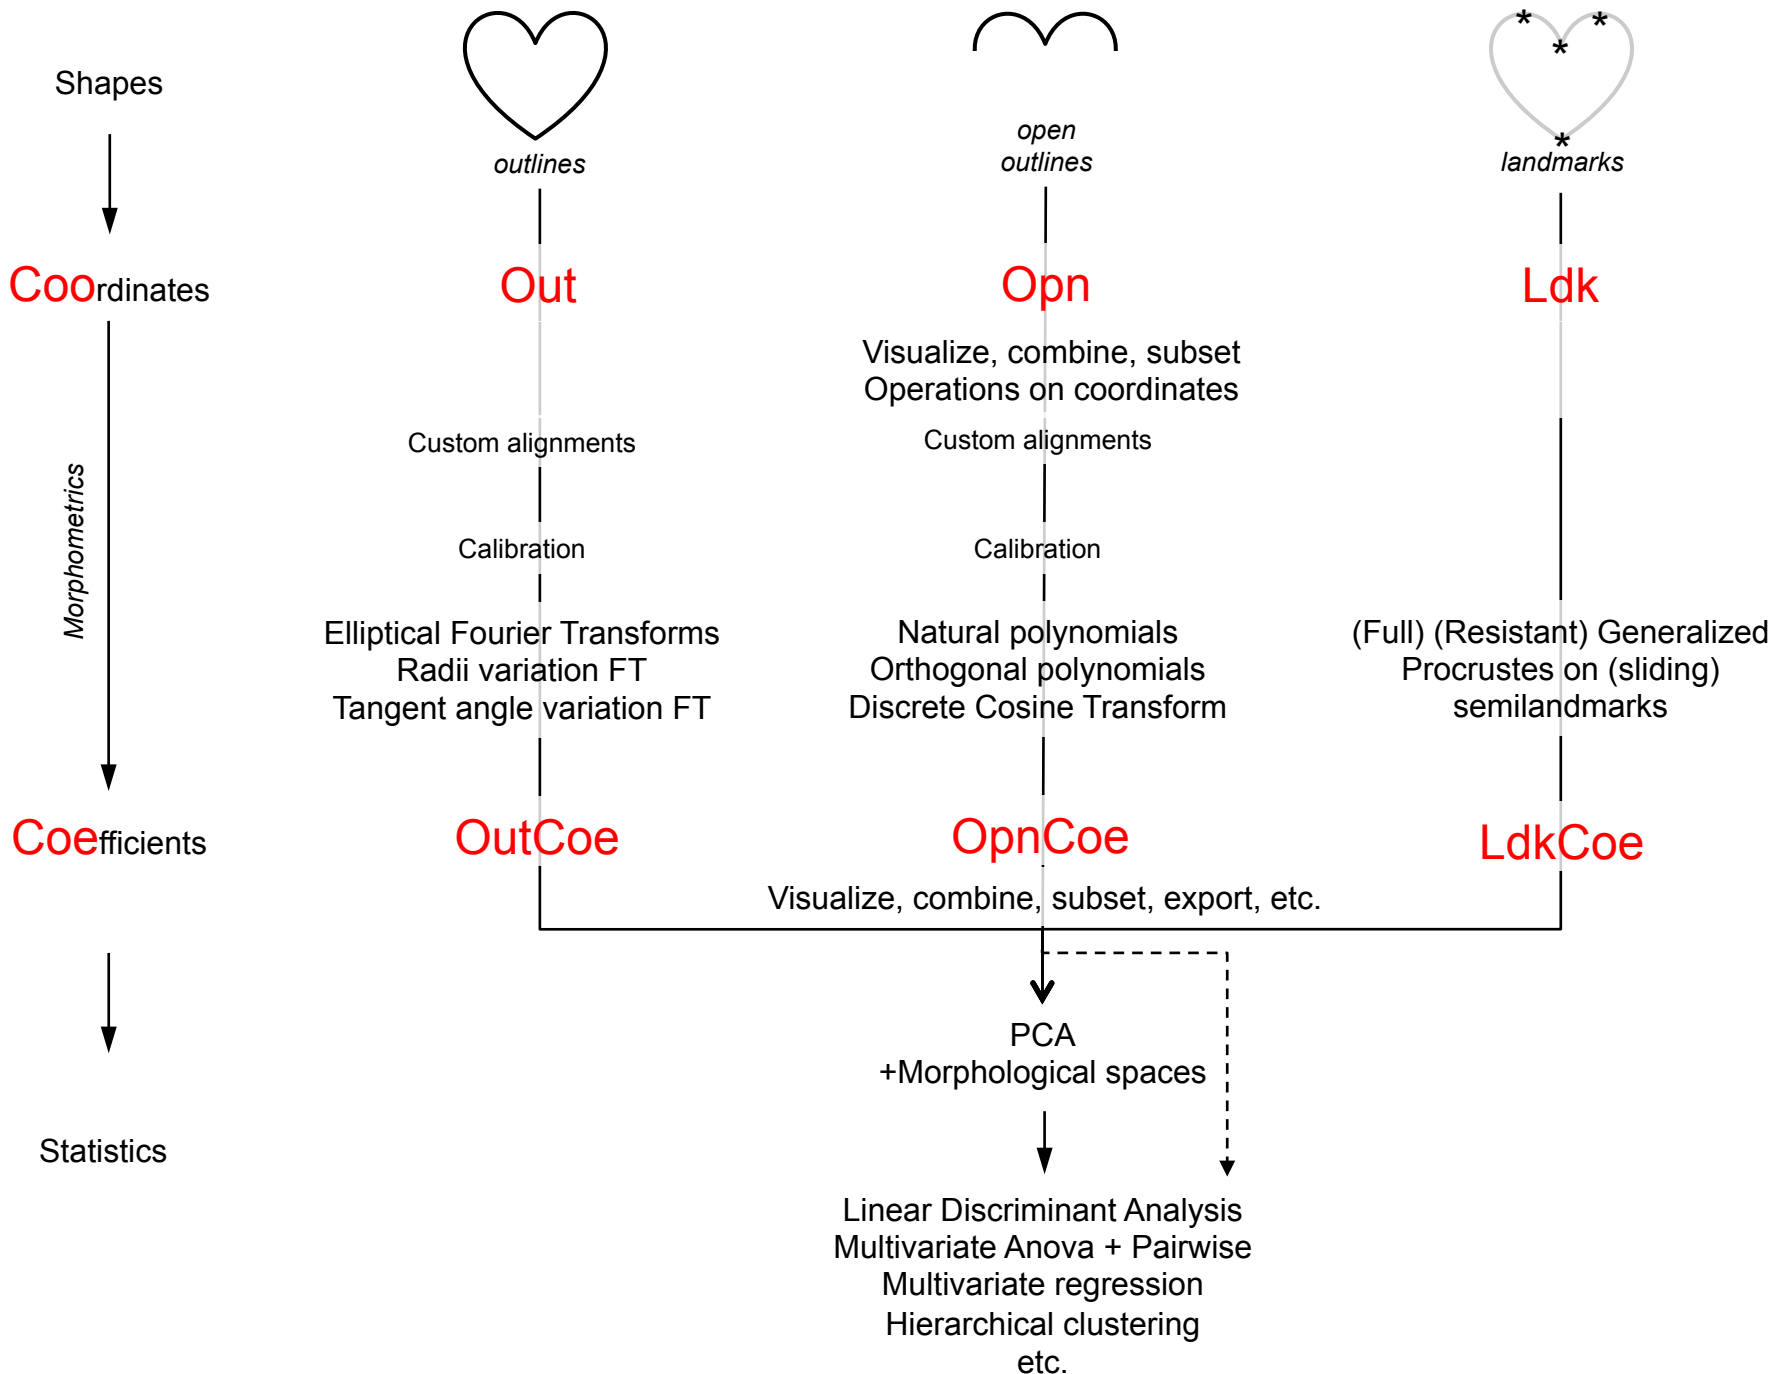 Shapes
outlines
open
outlines
landmarks
Coordinates
Out
Opn
Ldk
Visualize, combine, subset
Operations on coordinates
Custom alignments
Custom alignments
Morphometrics
Calibration
Calibration
Elliptical Fourier Transforms
Radii variation FT
Tangent angle variation FT
Natural polynomials
Orthogonal polynomials
Discrete Cosine Transform
(Full) (Resistant) Generalized
Procrustes on (sliding)
semilandmarks
Coefficients
OutCoe
OpnCoe
LdkCoe
Visualize, combine, subset, export, etc.
PCA
+Morphological spaces
Statistics
Linear Discriminant Analysis
Multivariate Anova + Pairwise
Multivariate regression
Hierarchical clustering
etc.